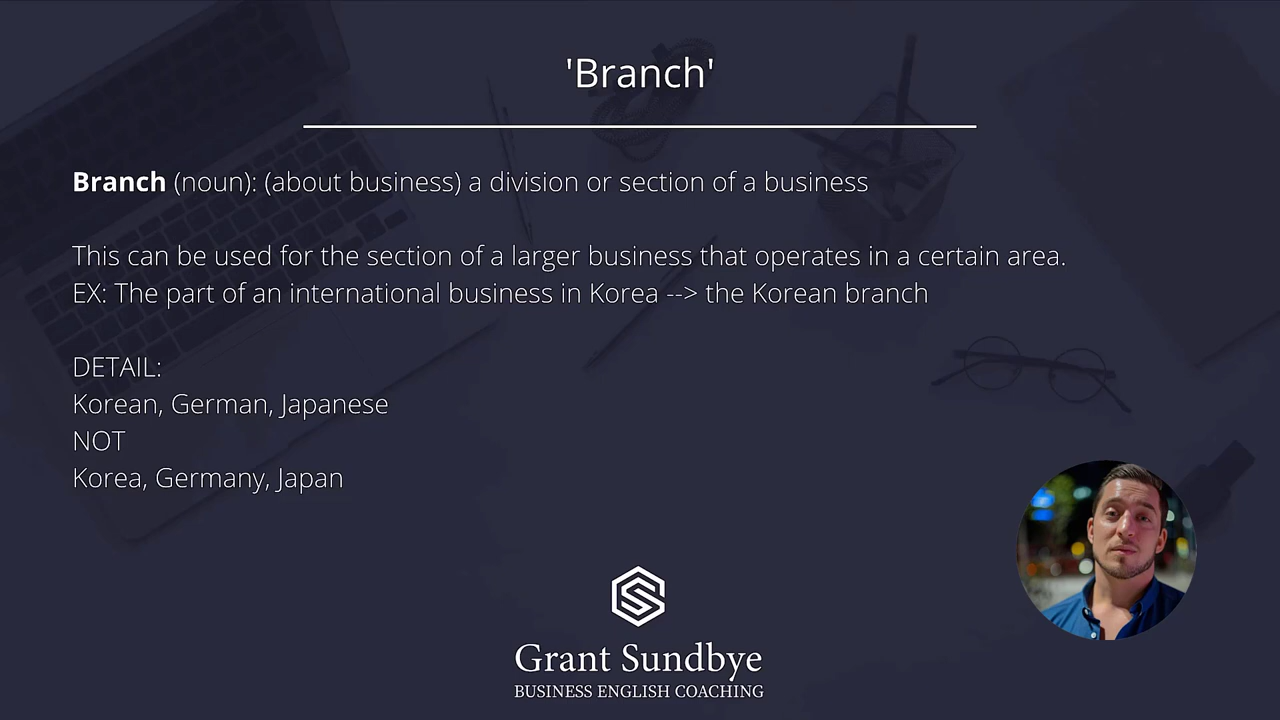 'Branch'
Branch (noun): (about business) a division or section of a business
This can be used for the section of a larger business that operates in a certain area.
EX: The part of an international business in Korea --> the Korean branch
DETAIL:
Korean, German, Japanese
NOT
Korea, Germany, Japan
Grant Sundbye
BUSINESS ENGLISH COACHING